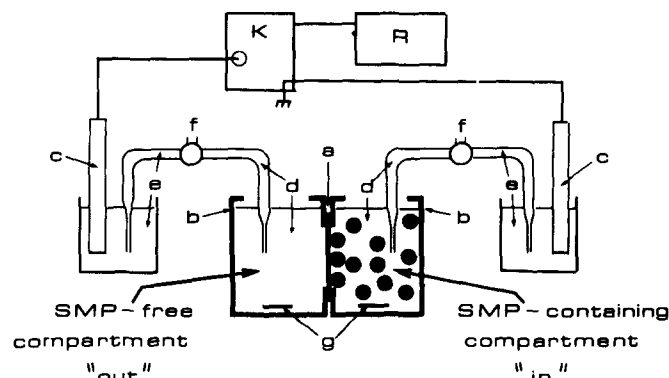 K
R
f
f
a
c
c
e
d
d
e
b
b
SMP-free
compartment
"out"
g
SMP-containing
compartment
"in"